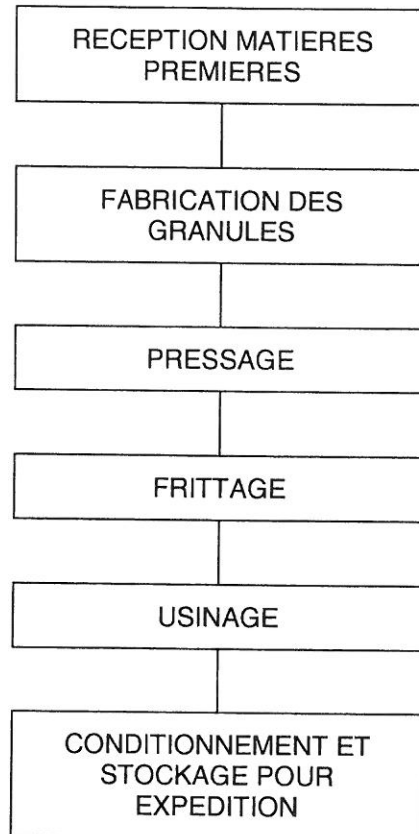 RECEPTION MATIERES
PREMIERES
FABRICATION DES
GRANULES
PRESSAGE
FRITTAGE
USINAGE
CONDITIONNEMENT ET
STOCKAGE POUR
EXPEDITION